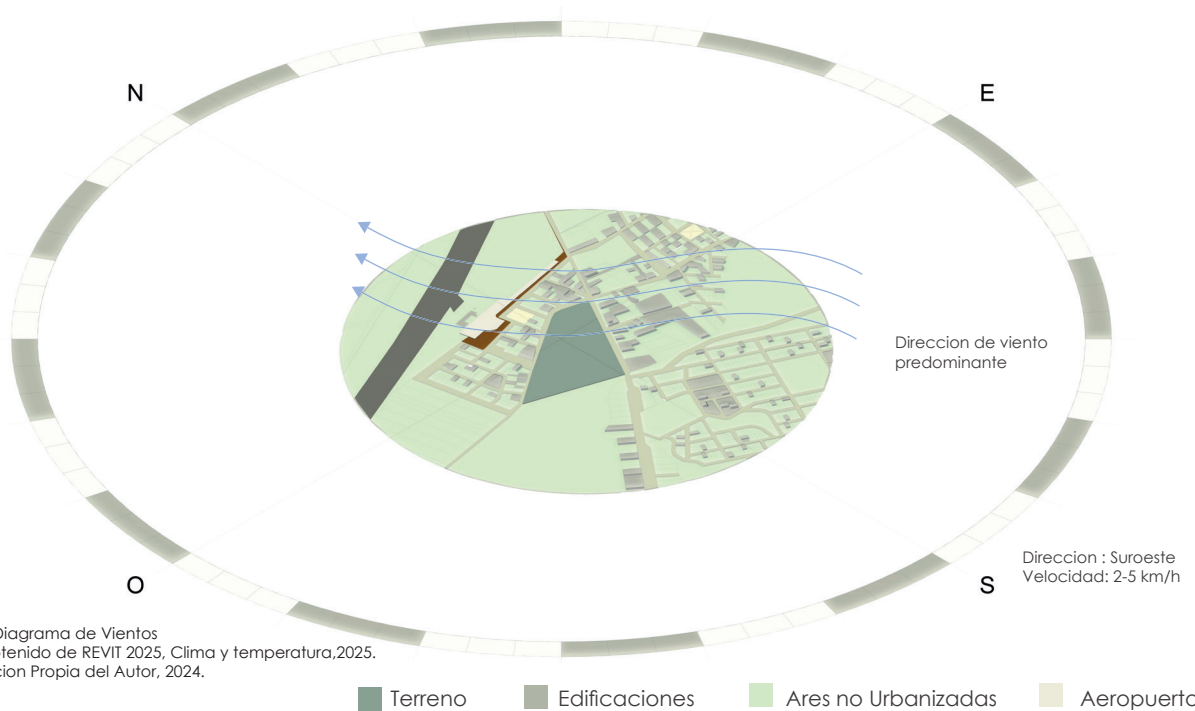 N
E
Direccion de viento
predominante
O
S
Direccion : Suroeste
Velocidad: 2-5 km/h
Diagrama de Vientos
tenido de REVIT 2025, Clima y temperatura,2025.
cion Propia del Autor, 2024.
Terreno
Edificaciones
Ares no Urbanizadas
Aeropuerto